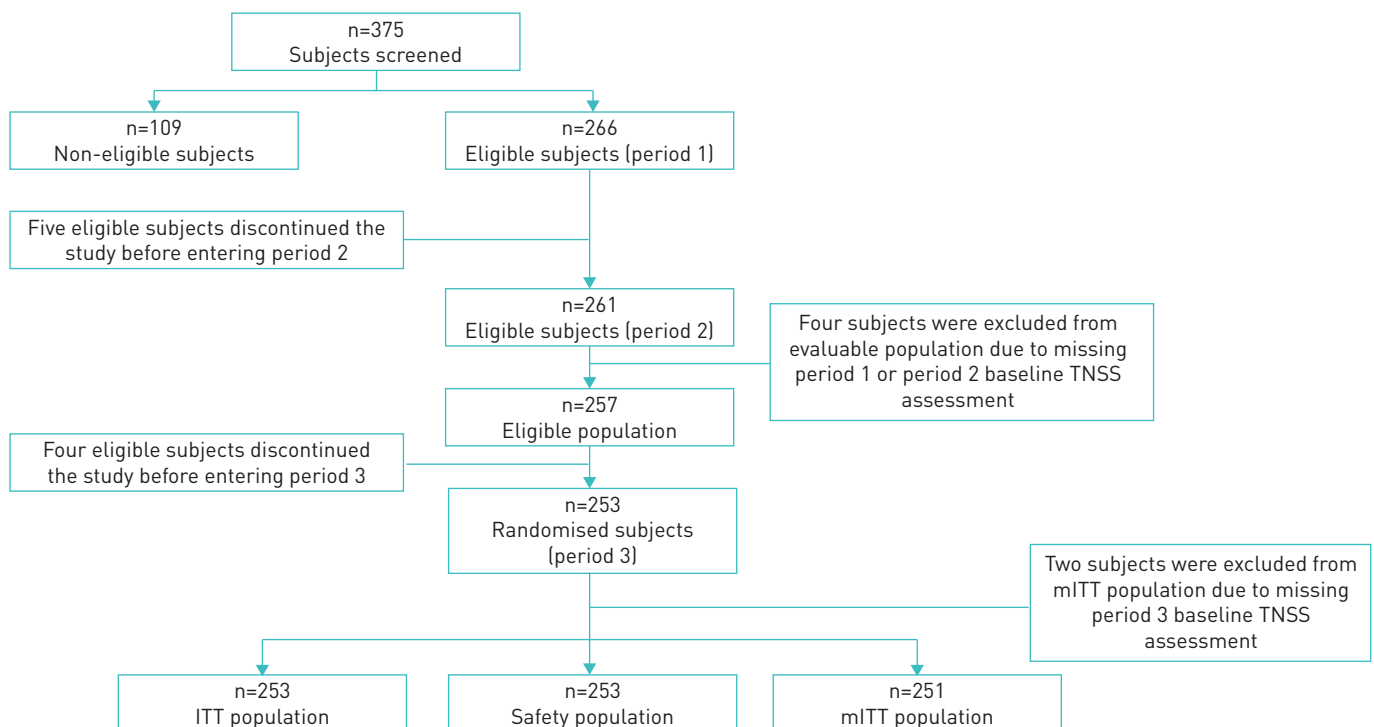 n=375
Subjects screened
n=109
Non-eligible subjects
n=266
Eligible subjects (period 1)
Five eligible subjects discontinued the
study before entering period 2
n=261
Eligible subjects (period 2)
Four subjects were excluded from
evaluable population due to missing
period 1 or period 2 baseline TNSS
assessment
n=257
Eligible population
Four eligible subjects discontinued
the study before entering period 3
n=253
Randomised subjects
(period 3)
Two subjects were excluded from
mITT population due to missing
period 3 baseline TNSS
assessment
n=253
ITT population
n=253
Safety population
n=251
mITT population